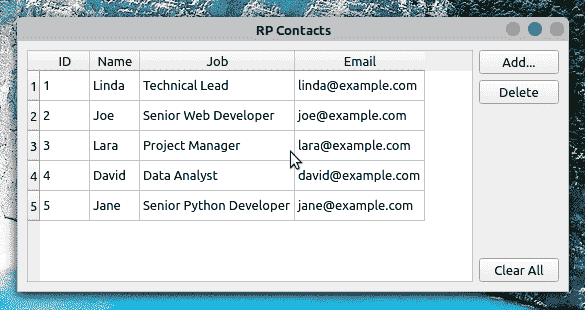 RP Contacts
ID Name Job Email Add...
1 1 Linda Technical Lead linda@example.com
Delete
2 2 Joe Senior Web Developer joe@example.com
3 3 Lara Project Manager lara@example.com
4 4 David Data Analyst david@example.com
5 5 Jane Senior Python Developer jane@example.com
Clear All